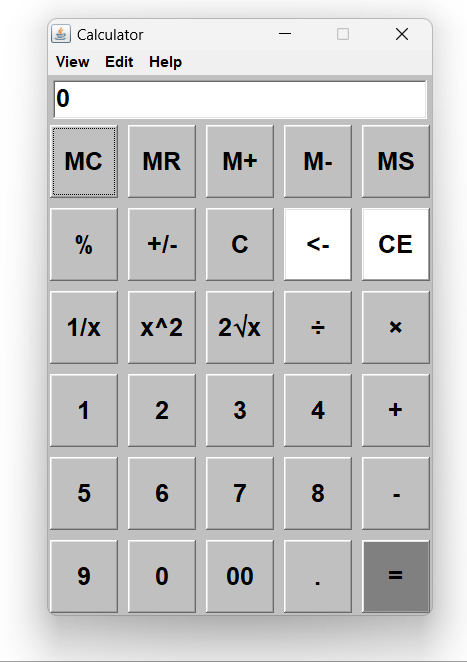 Calculator
View Edit Help
0
MC MR M+ M- MS
% +/- C <- CE
1/x x^2 2√x ÷ ×
1 2 3 4 +
5 6 7 8 -
9 0 00 . =